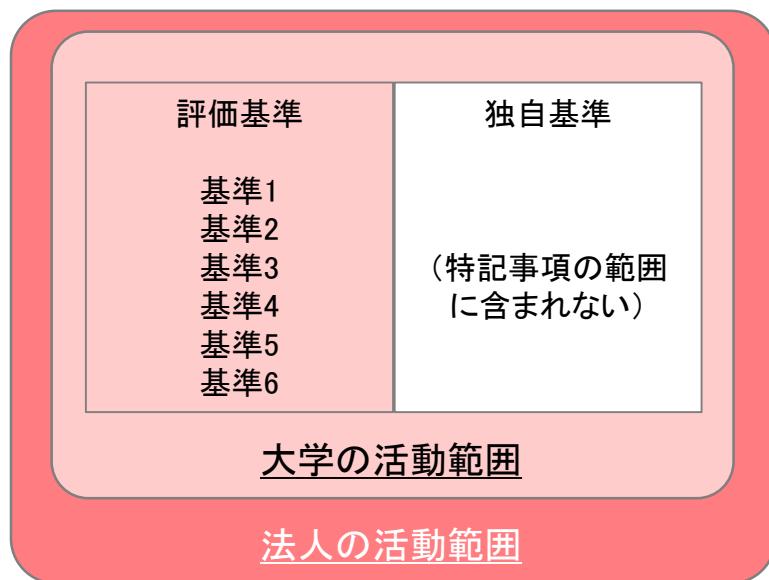 評価基準
基準1
基準2
基準3
基準4
基準5
基準6
独自基準
（特記事項の範囲
に含まれない）
大学の活動範囲
法人の活動範囲